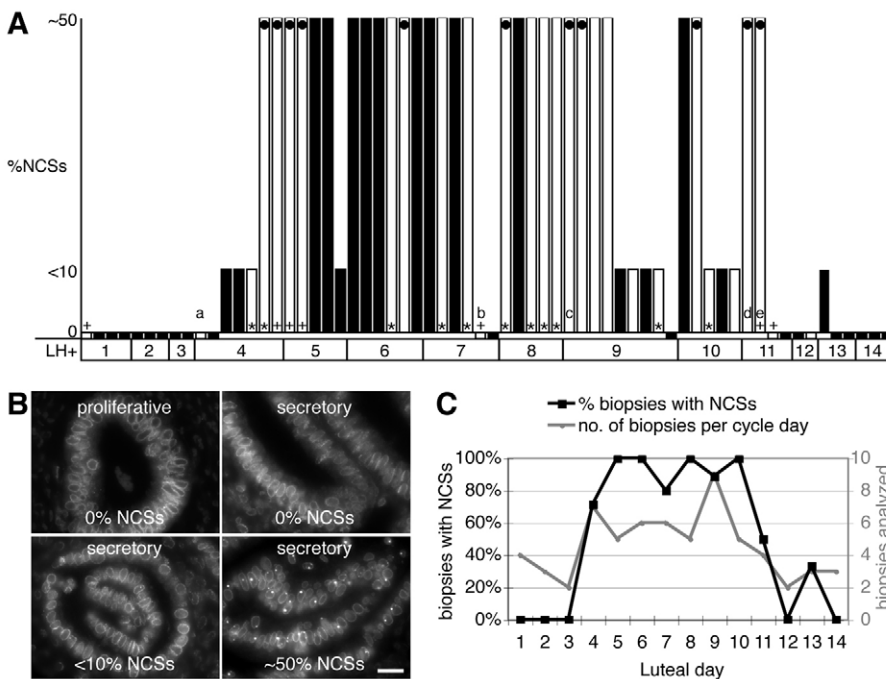 A
~50
%NCSs
<10
0
a
b
c
d e
+ * * + + + * * * + * * * * * * + +
LH+ 1 2 3 4 5 6 7 8 9 10 11 12 13 14
B
proliferative
0% NCSs
secretory
0% NCSs
secretory
<10% NCSs
secretory
~50% NCSs
C
% biopsies with NCSs
no. of biopsies per cycle day
biopsies with NCSs
100%
80%
60%
40%
20%
0%
10
8
6
4
2
0
biopsies analyzed
1 2 3 4 5 6 7 8 9 10 11 12 13 14
Luteal day